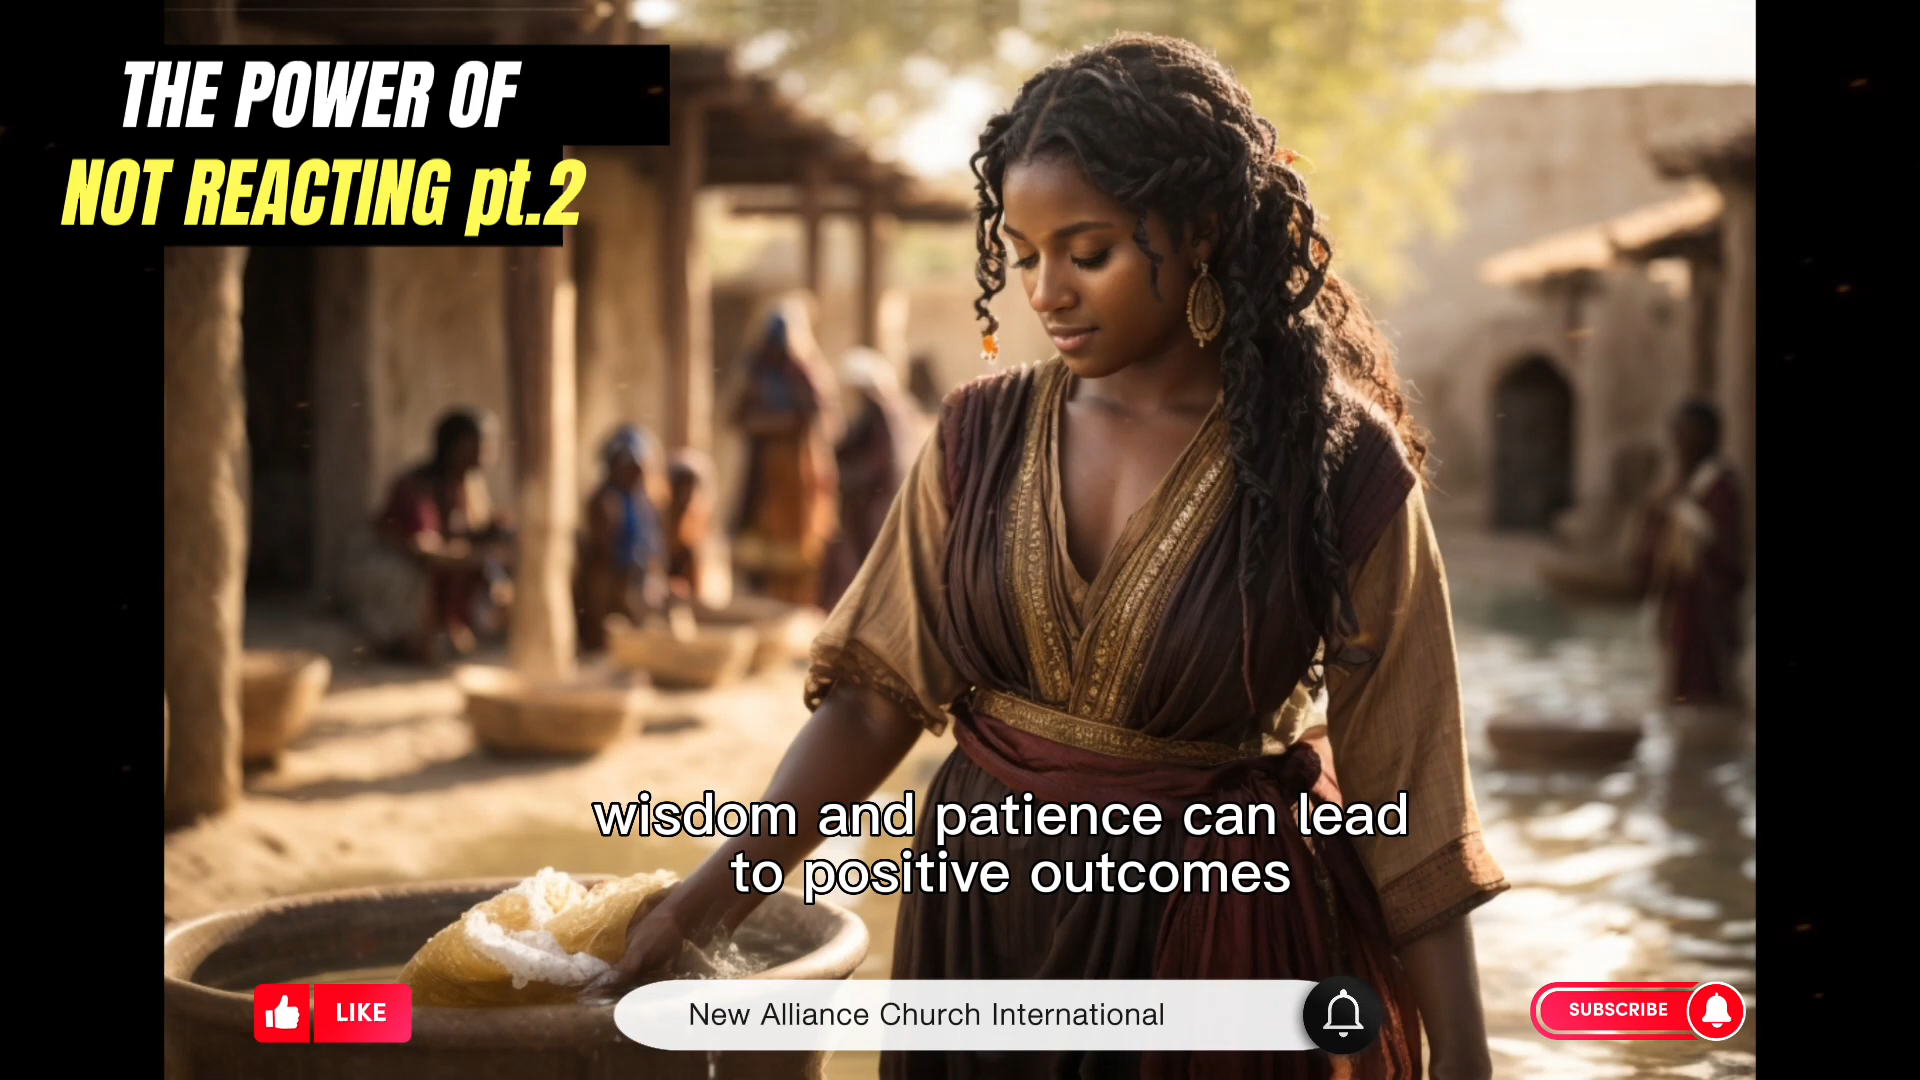 THE POWER OF
NOT REACTING pt.2
wisdom and patience can lead
to positive outcomes
LIKE
New Alliance Church International
SUBSCRIBE